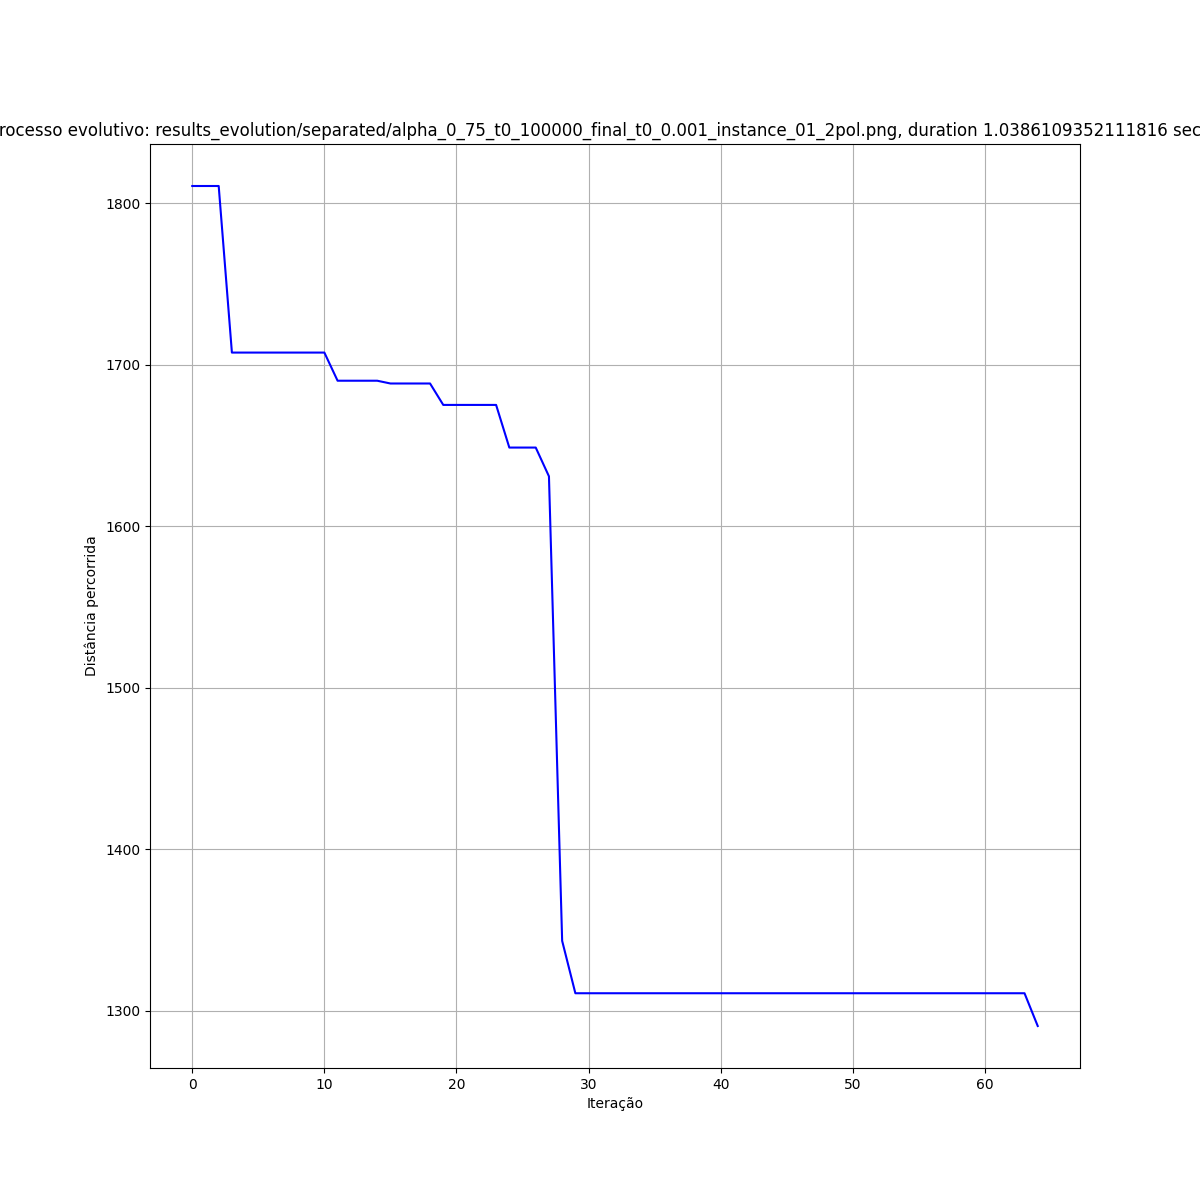 rocesso evolutivo: results_evolution/separated/alpha_0_75_t0_100000_final_t0_0.001_instance_01_2pol.png, duration 1.0386109352111816 sec
1800
1700
1600
1500
1400
1300
Distância percorrida
0 10 20 30 40 50 60
Iteração